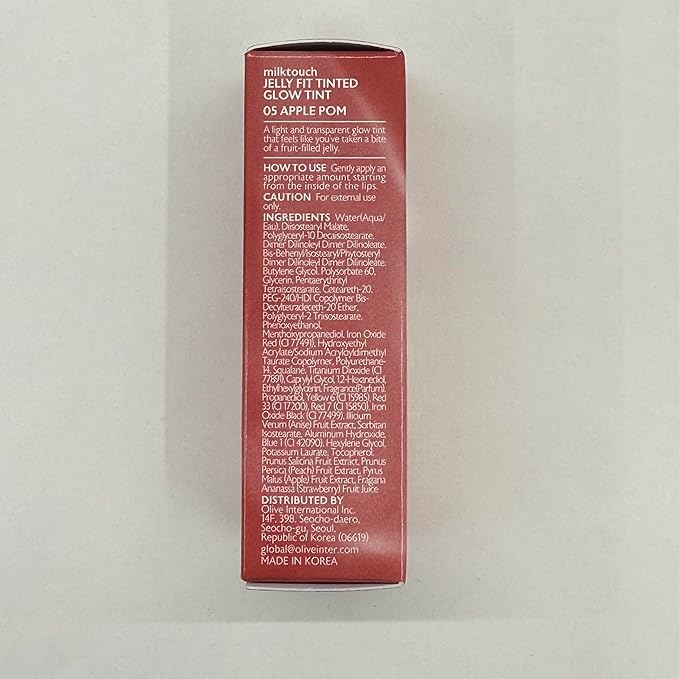 milktouch
JELLY FIT TINTED
GLOW TINT
05 APPLE POM
A light and transparent glow tint
that feels like you've taken a bite
of a fruit-filled jelly.
HOW TO USE Gently apply an
appropriate amount starting
from the inside of the lips.
CAUTION For external use
only.
INGREDIENTS Water(Aqua/
Eau), Diisostearyl Malate,
Polyglyceryl-10 Decaisostearate,
Dimer Dilinoleyl Dimer Dilinoleate,
Bis-Behenyl/Isostearyl/Phytosteryl
Dimer Dilinoleyl Dimer Dilinoleate,
Butylene Glycol, Polysorbate 60,
Glycerin, Pentaerythrityl
Tetraisostearate, Ceteareth-20,
PEG-240/HDI Copolymer Bis-
Decyltetradeceth-20 Ether,
Polyglyceryl-2 Triisostearate,
Phenoxyethanol,
Menthoxypropanediol, Iron Oxide
Red (CI 77491), Hydroxyethyl
Acrylate/Sodium Acryloyldimethyl
Taurate Copolymer, Polyurethane-
14, Squalane, Titanium Dioxide (CI
77891), Caprylyl Glycol, 1,2-Hexanediol,
Ethylhexylglycerin, Fragrance(Parfum),
Propanediol, Yellow 6 (CI 15985), Red
33 (CI 17200), Red 7 (CI 15850), Iron
Oxide Black (CI 77499), Illicium
Verum (Anise) Fruit Extract, Sorbitan
Isostearate, Aluminum Hydroxide,
Blue 1 (CI 42090), Hexylene Glycol,
Potassium Laurate, Tocopherol,
Prunus Salicina Fruit Extract, Prunus
Persica (Peach) Fruit Extract, Pyrus
Malus (Apple) Fruit Extract, Fragaria
Ananassa (Strawberry) Fruit Juice
DISTRIBUTED BY
Olive International Inc.
14F, 398, Seocho-daero,
Seocho-gu, Seoul,
Republic of Korea (06619)
global@oliveinter.com
MADE IN KOREA